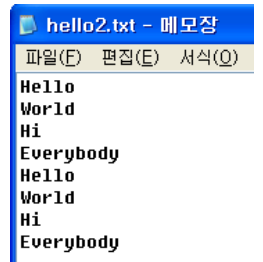 hello2.txt - 메모장
파일(F) 편집(E) 서식(O)
Hello
World
Hi
Everybody
Hello
World
Hi
Everybody